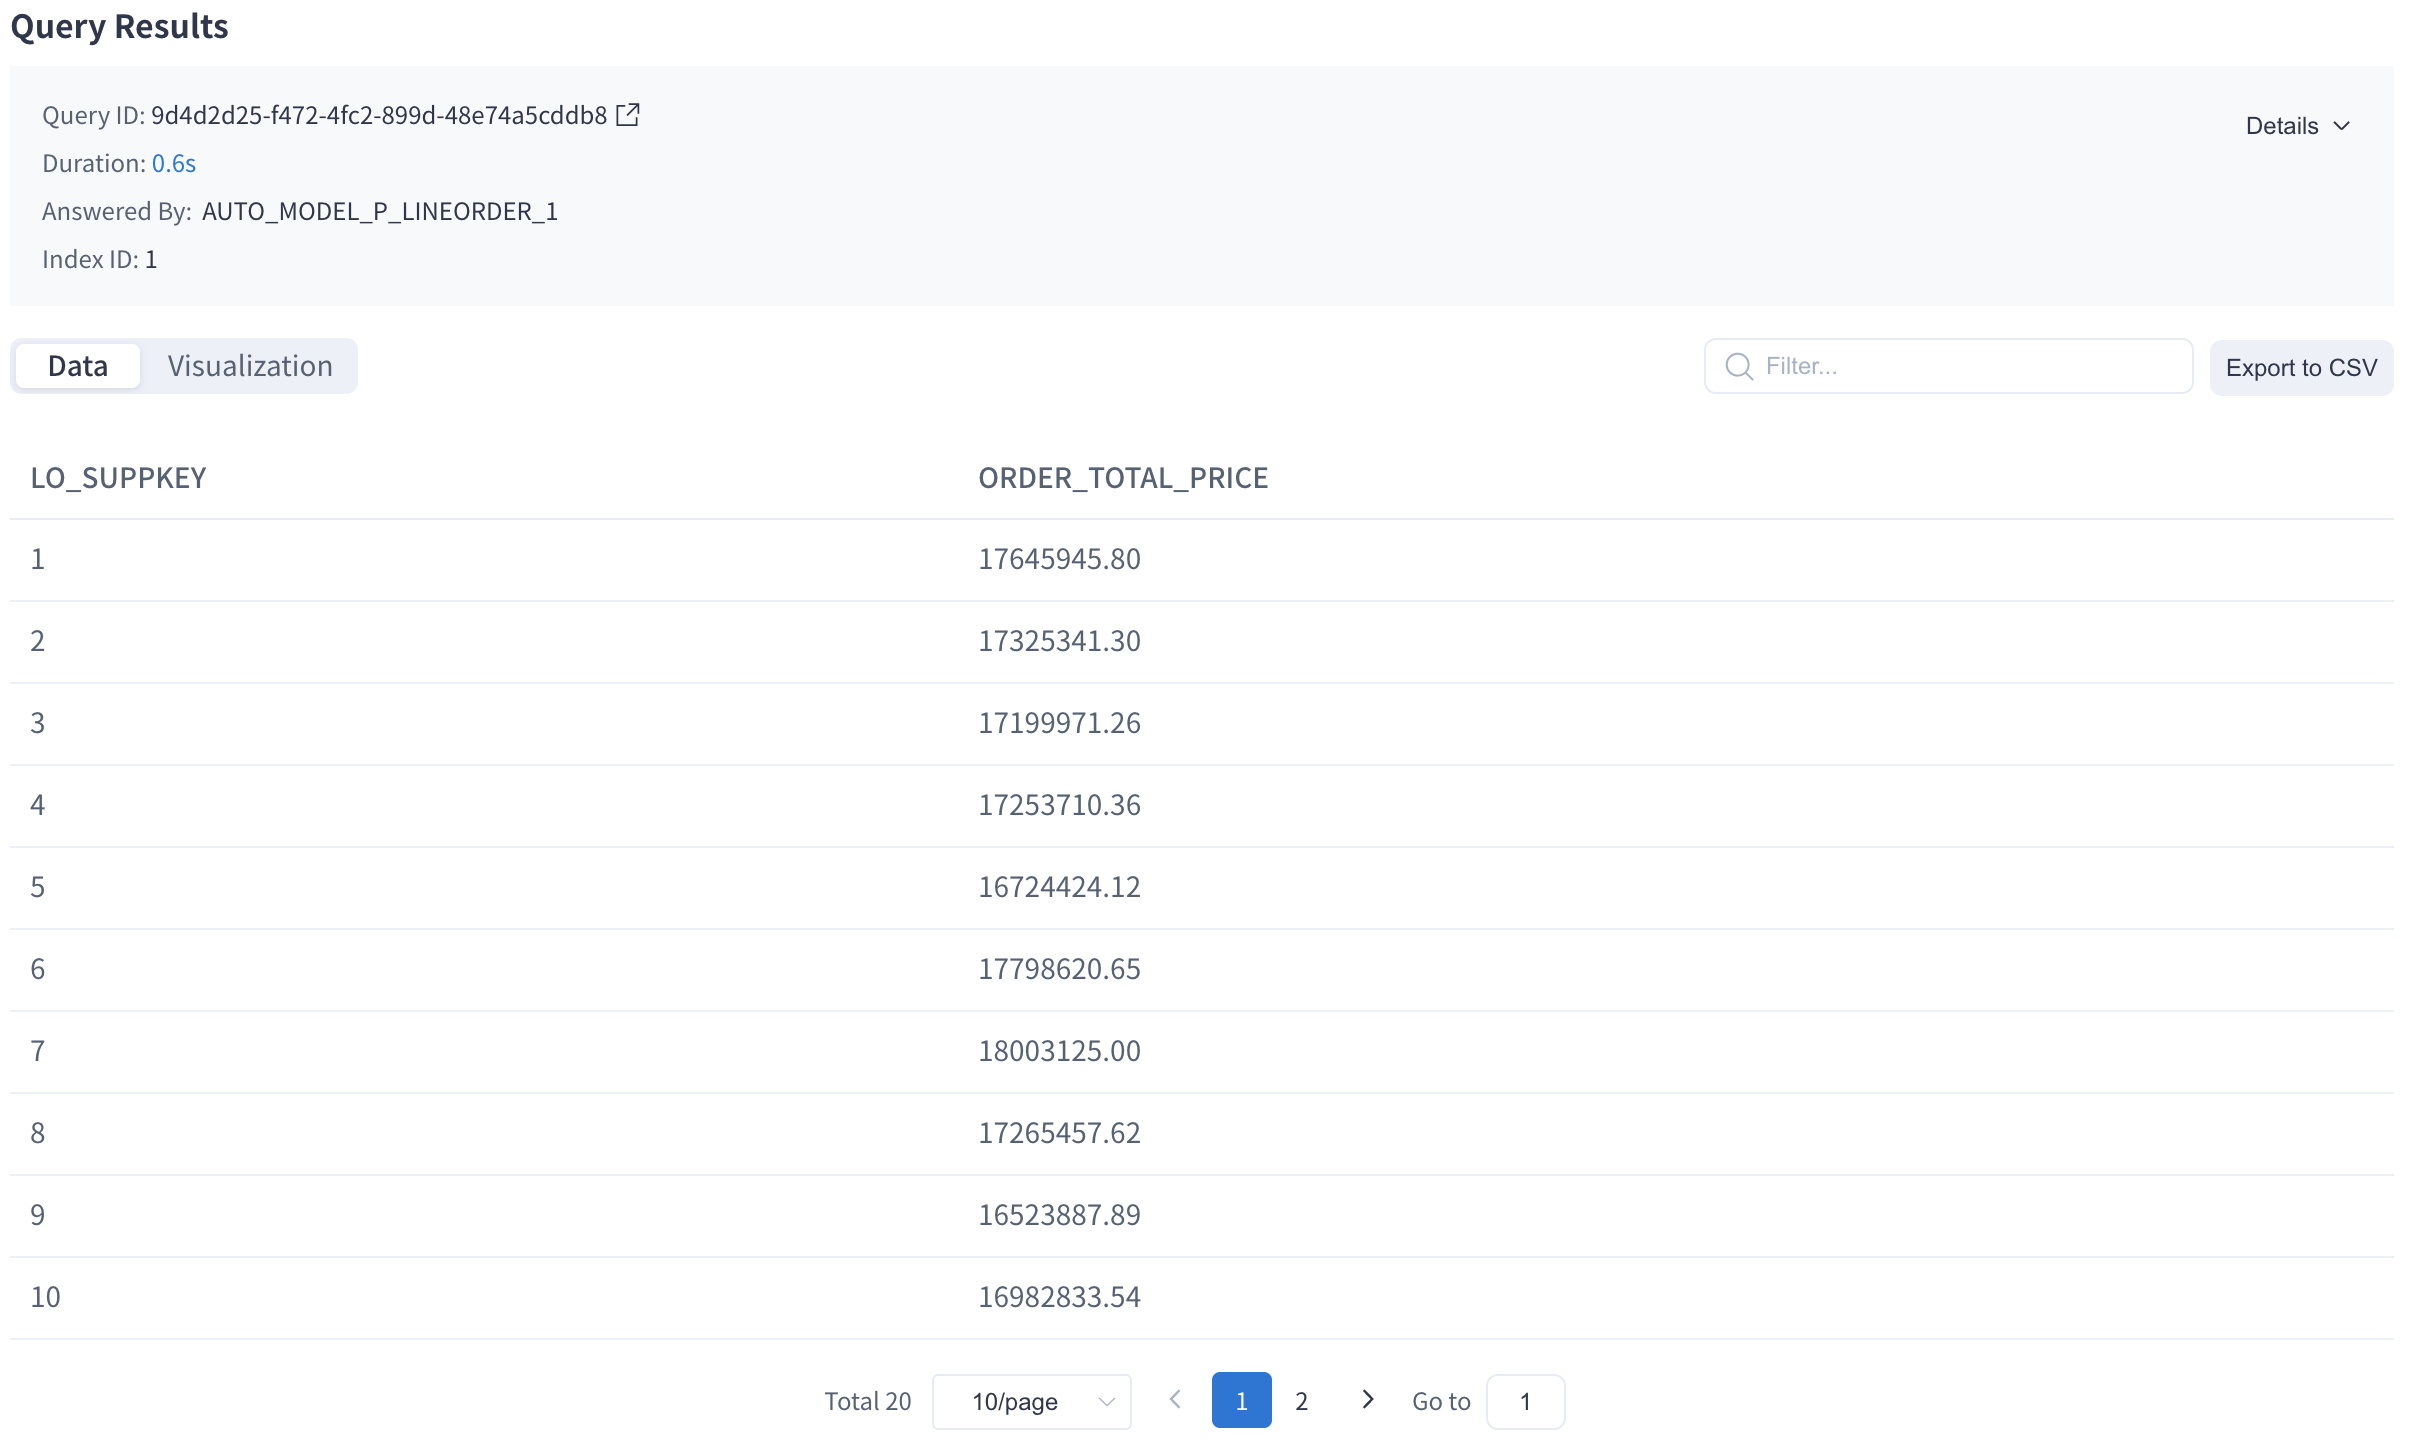 Query Results
Query ID: 9d4d2d25-f472-4fc2-899d-48e74a5cddb8
Details
Duration: 0.6s
Answered By: AUTO_MODEL_P_LINEORDER_1
Index ID: 1
Data Visualization Filter... Export to CSV
LO_SUPPKEY ORDER_TOTAL_PRICE
1 17645945.80
2 17325341.30
3 17199971.26
4 17253710.36
5 16724424.12
6 17798620.65
7 18003125.00
8 17265457.62
9 16523887.89
10 16982833.54
Total 20 10/page 1 2 Go to 1